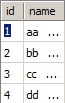 id name
1 aa ...
2 bb ...
3 cc ...
4 dd ...